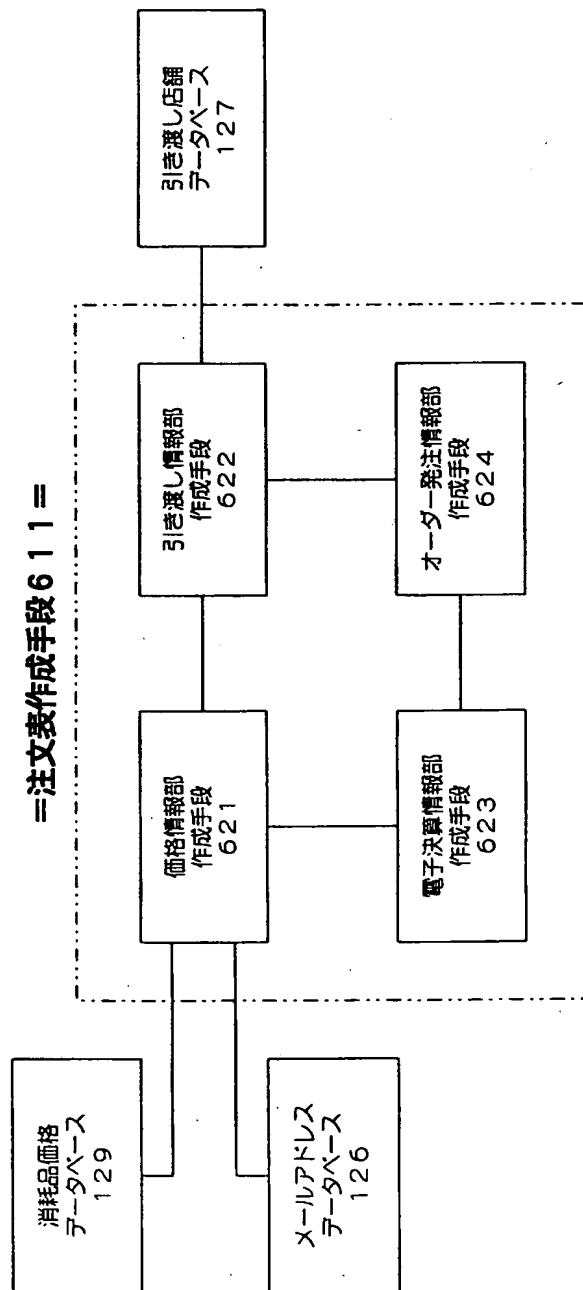 =注文表作成手段611=
消耗品価格
データベース
129
メールアドレス
データベース
126
価格情報部
作成手段
621
引き渡し情報部
作成手段
622
電子決算情報部
作成手段
623
オーダー発注情報部
作成手段
624
引き渡し店舗
データベース
127